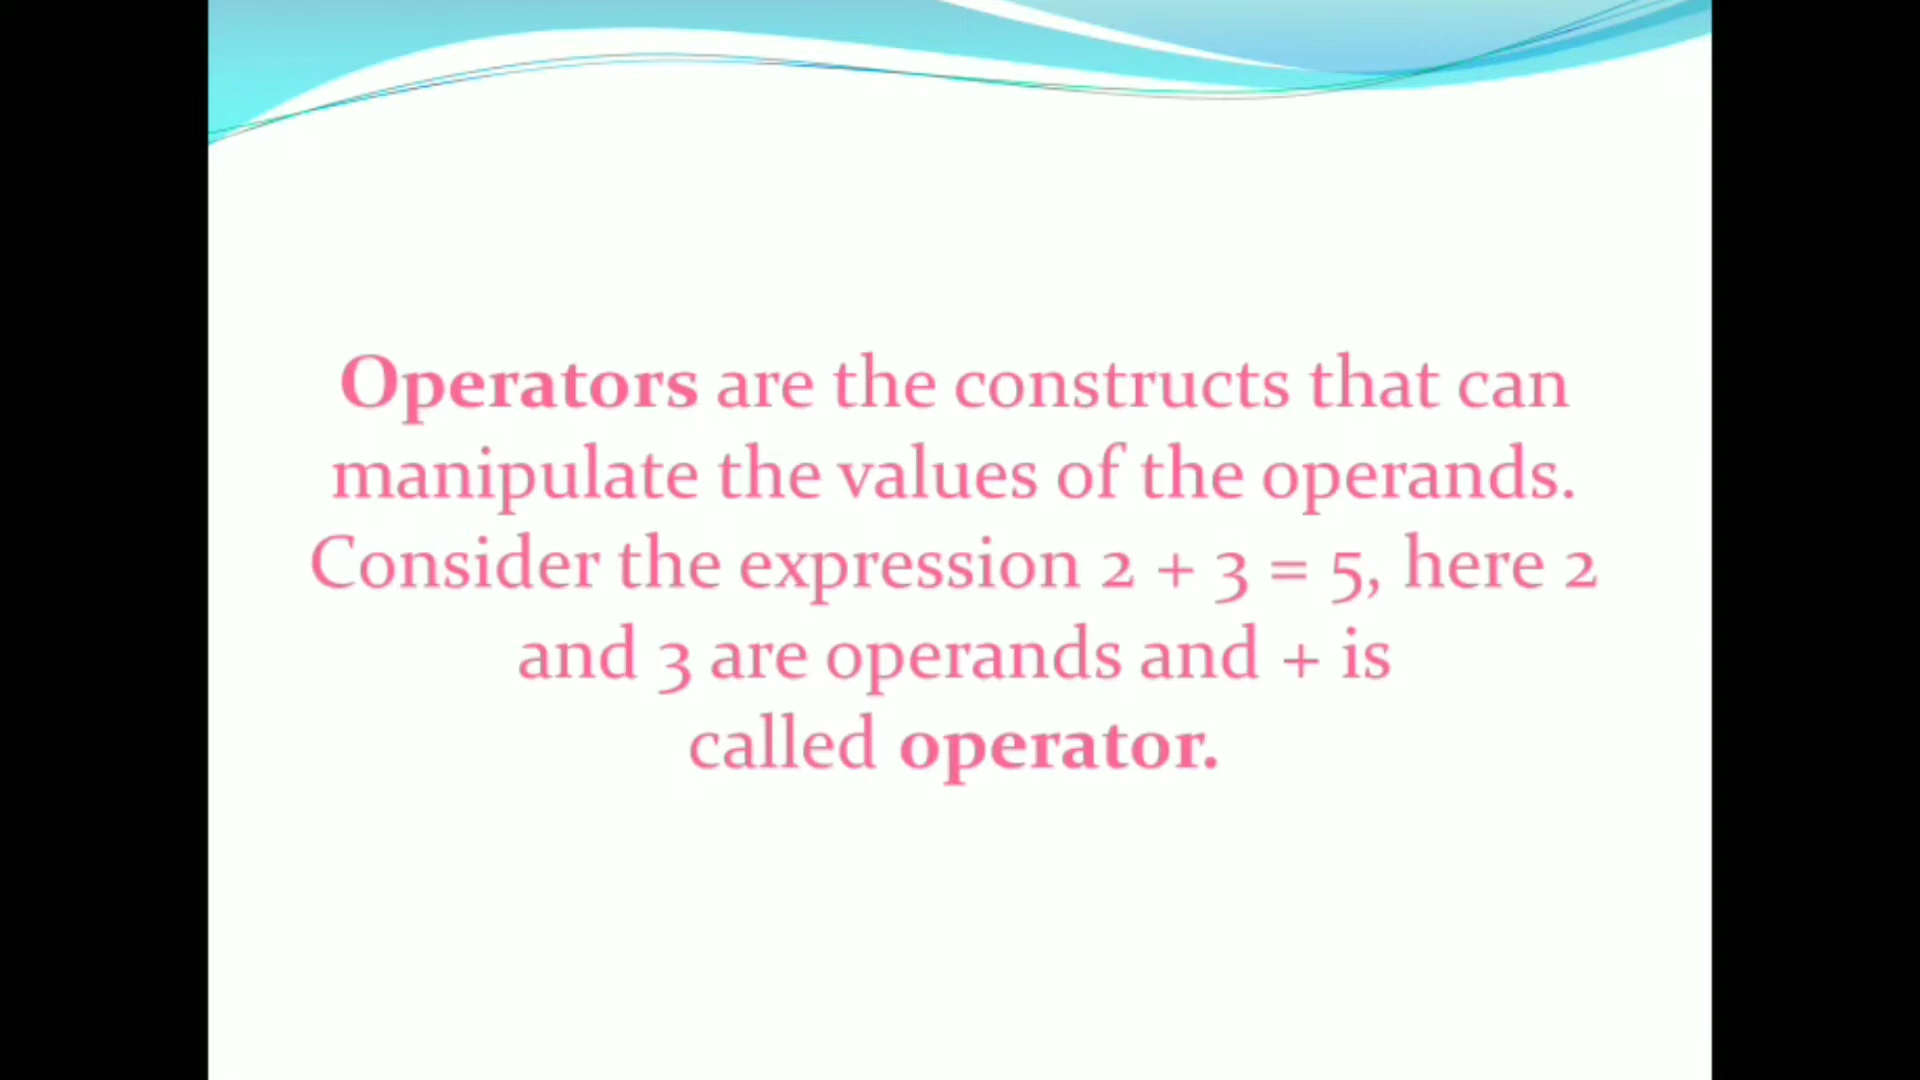 Operators are the constructs that can
manipulate the values of the operands.
Consider the expression 2 + 3 = 5, here 2
and 3 are operands and + is
called operator.